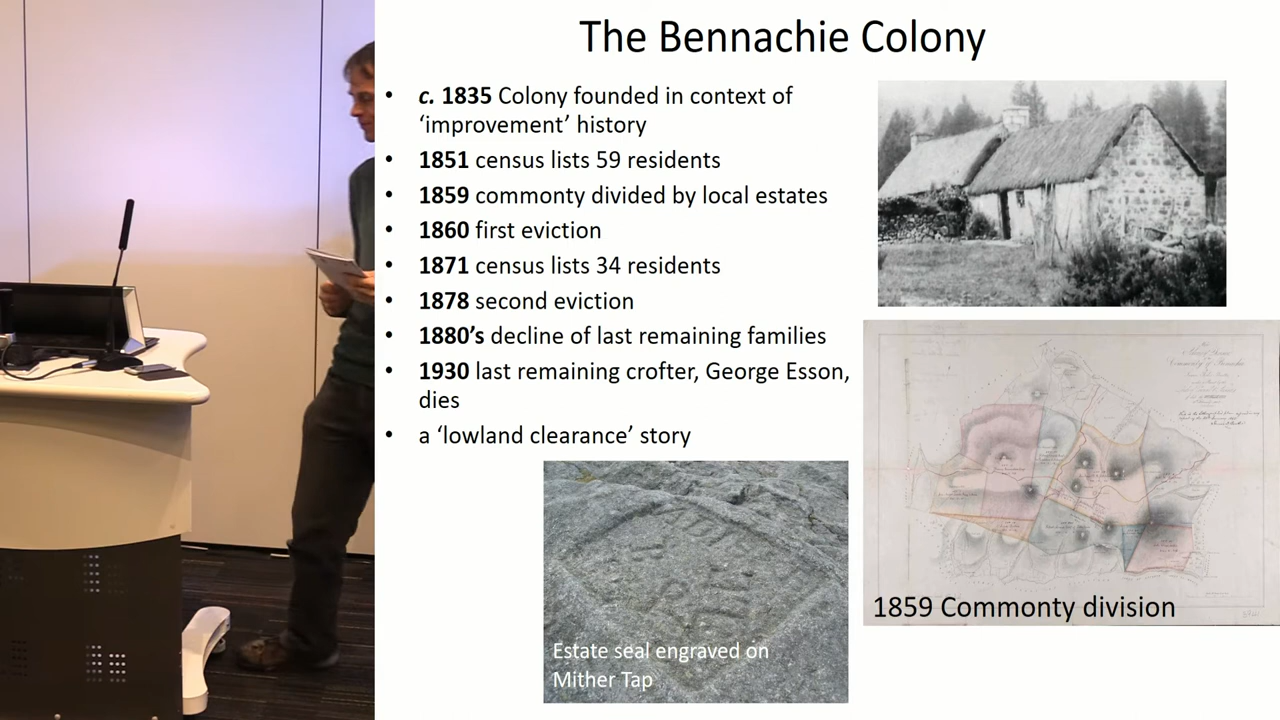 The Bennachie Colony
• c. 1835 Colony founded in context of
‘improvement’ history
• 1851 census lists 59 residents
• 1859 commonty divided by local estates
• 1860 first eviction
• 1871 census lists 34 residents
• 1878 second eviction
• 1880’s decline of last remaining families
• 1930 last remaining crofter, George Esson,
dies
• a ‘lowland clearance’ story
Estate seal engraved on
Mither Tap
1859 Commonty division